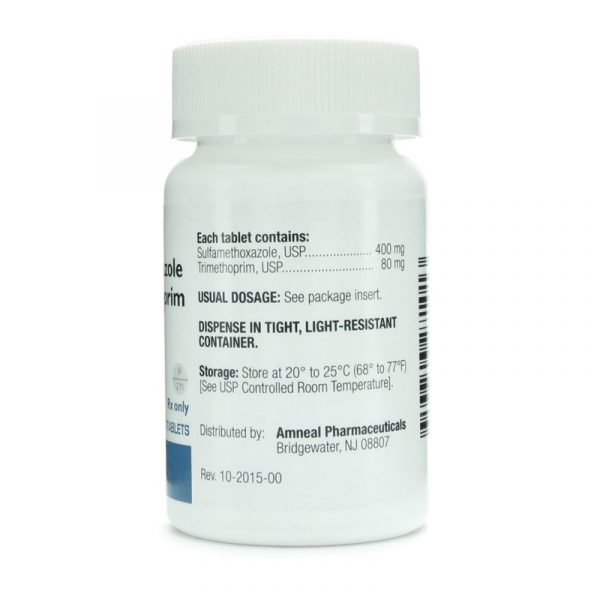 Each tablet contains:
Sulfamethoxazole, USP..................... 400 mg
Trimethoprim, USP............................ 80 mg
USUAL DOSAGE: See package insert.
DISPENSE IN TIGHT, LIGHT-RESISTANT
CONTAINER.
Storage: Store at 20° to 25°C (68° to 77°F)
[See USP Controlled Room Temperature].
Distributed by: Amneal Pharmaceuticals
Bridgewater, NJ 08807
Rev. 10-2015-00
zole
prim
Rx only
TABLETS